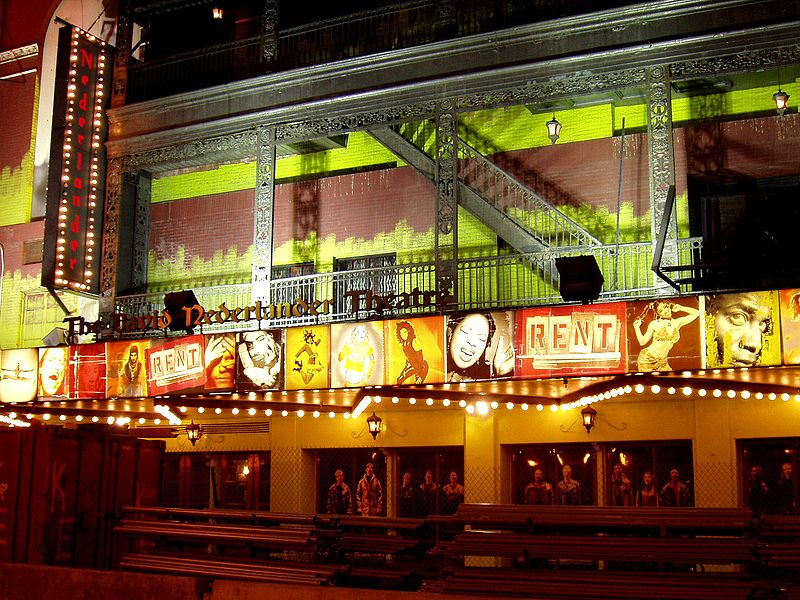 Nederlander
The David Nederlander Theatre
RENT
RENT